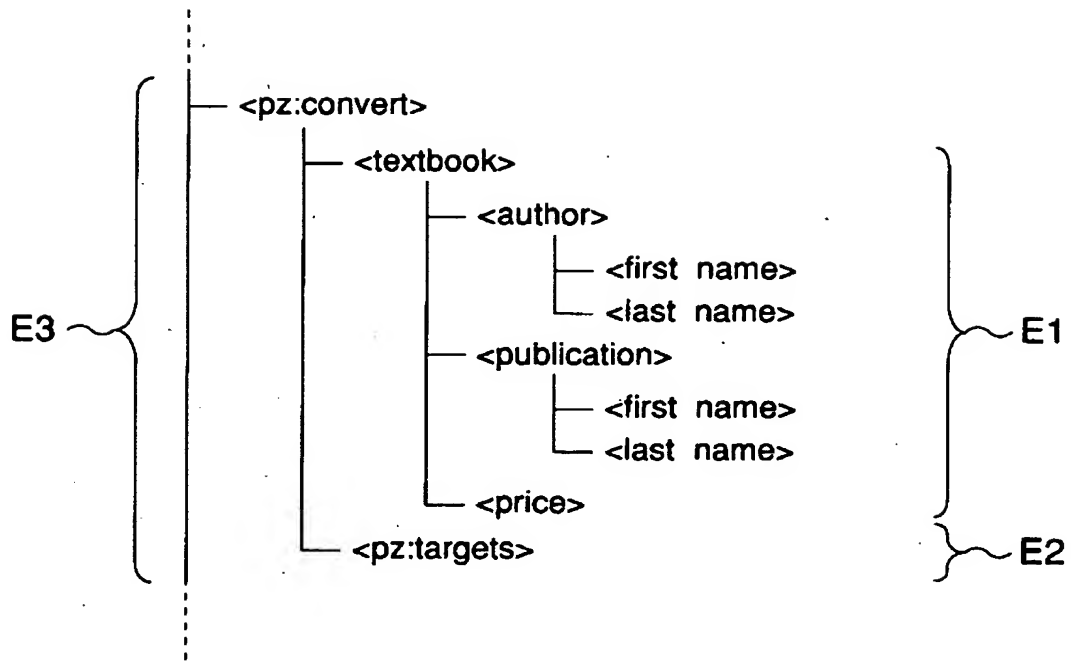 <pz:convert>
<textbook>
<author>
<first name>
<last name>
E3
E1
<publication>
<first name>
<last name>
<price>
<pz:targets>
E2